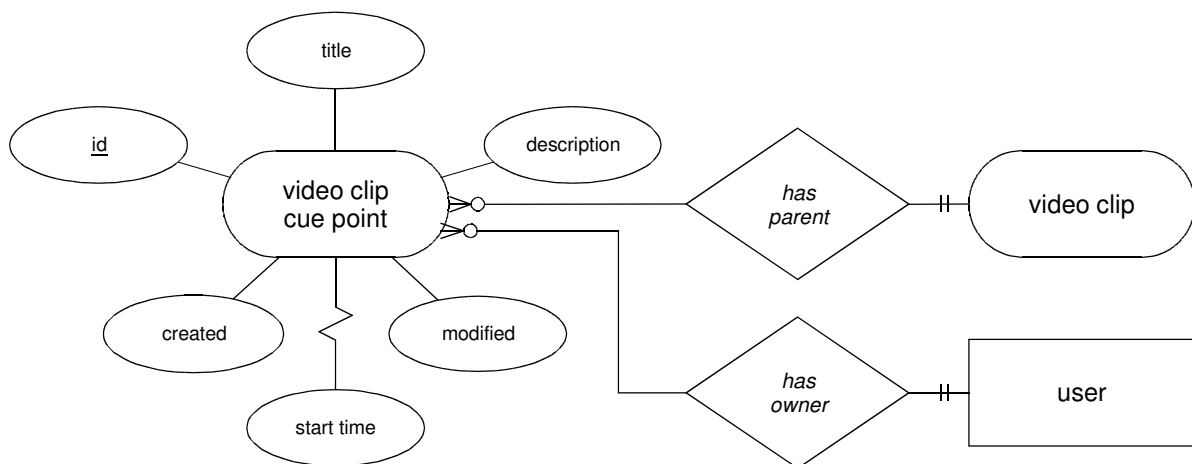 title
id
description
video clip
cue point
has
parent
video clip
created
modified
start time
has
owner
user